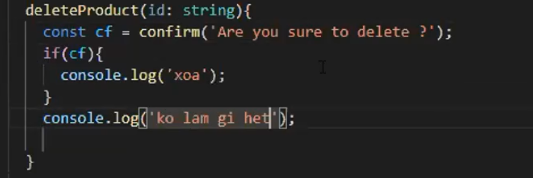 deleteProduct(id: string){
const cf = confirm('Are you sure to delete ?');
if(cf){
console.log('xoa');
}
console.log('ko lam gi het');
}